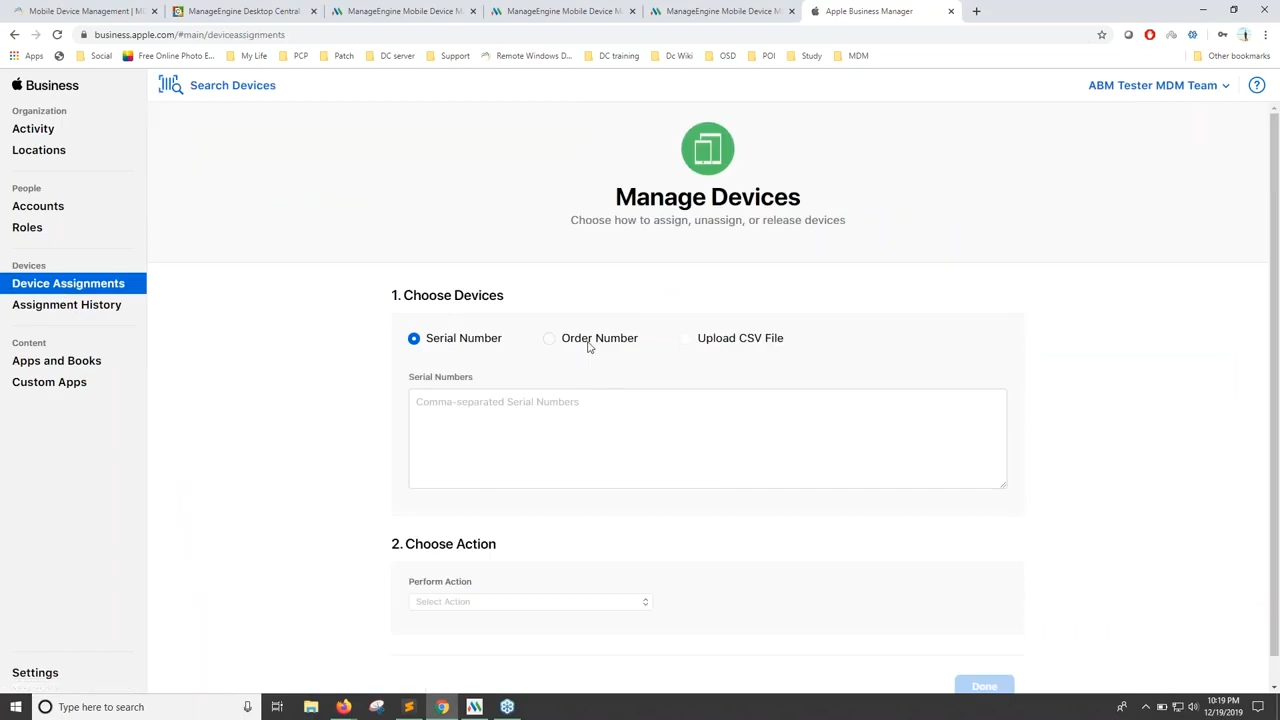 Mobile Device Management | M
ManageEngine Desktop Central
ManageEngine Mobile Device M
ManageEngine Mobile Device M
ManageEngine Mobile Device M
Apple Business Manager
business.apple.com/#main/deviceassignments
Apps
Social
Free Online Photo E...
My Life
PCP
Patch
DC server
Support
Remote Windows D...
DC training
Dc Wiki
OSD
POI
Study
MDM
Other bookmarks
Business
Search Devices
ABM Tester MDM Team
?
Organization
Activity
Locations
People
Accounts
Roles
Devices
Device Assignments
Assignment History
Content
Apps and Books
Custom Apps
Settings
Manage Devices
Choose how to assign, unassign, or release devices
1. Choose Devices
Serial Number
Order Number
Upload CSV File
Serial Numbers
Comma-separated Serial Numbers
2. Choose Action
Perform Action
Select Action
Done
Type here to search
10:19 PM
12/19/2019